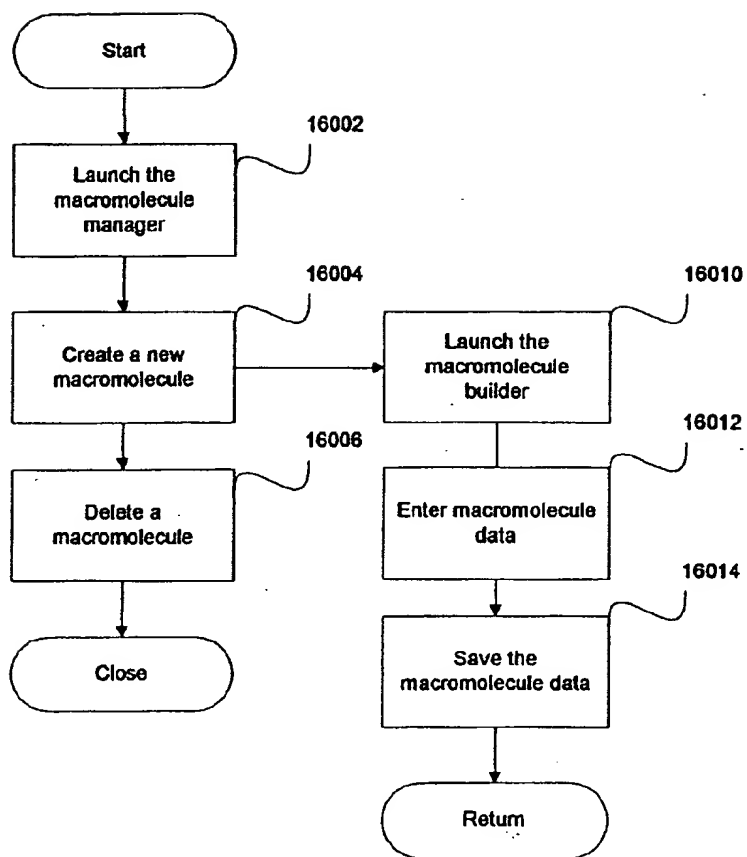 Start
16002
Launch the
macromolecule
manager
16004
Create a new
macromolecule
16006
Delete a
macromolecule
Close
16010
Launch the
macromolecule
builder
16012
Enter macromolecule
data
16014
Save the
macromolecule data
Return